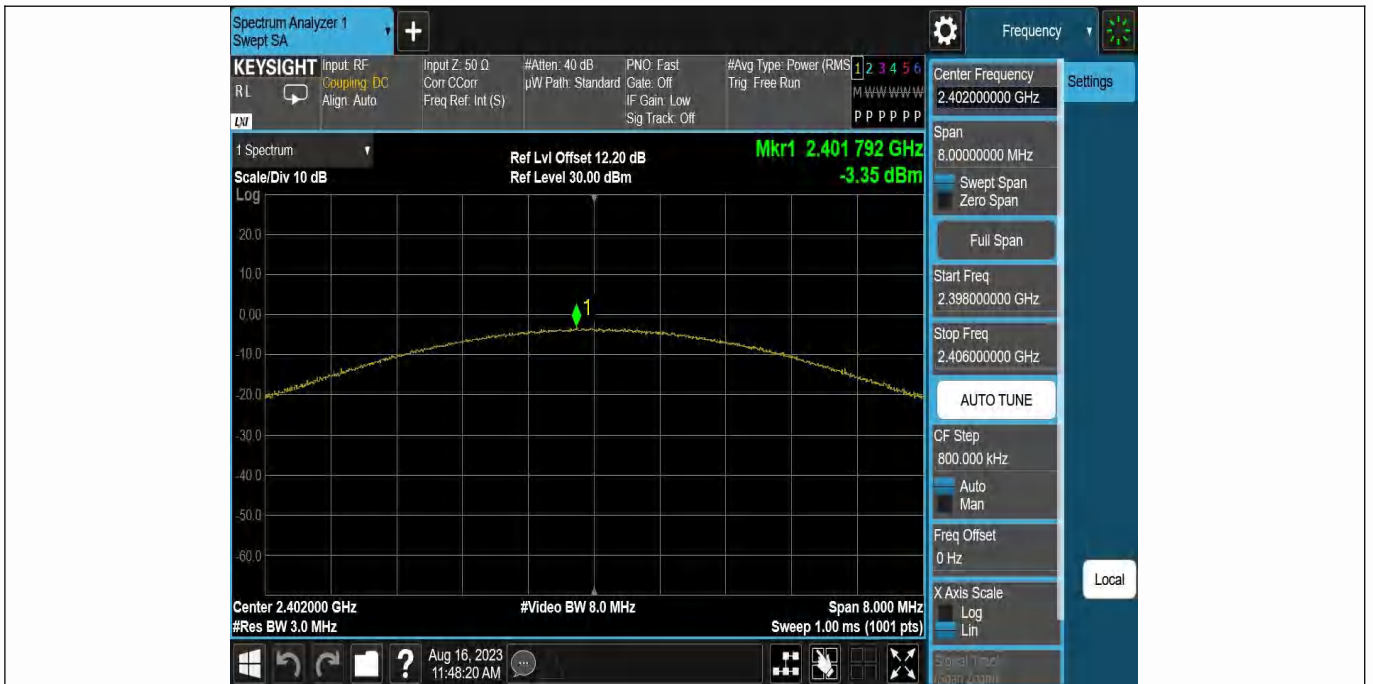 Spectrum Analyzer 1
Swept SA
+
Frequency
KEYSIGHT
RL
LXI
Input: RF
Coupling: DC
Align: Auto
Input Z: 50 Ω
Corr CCorr
Freq Ref: Int (S)
#Atten: 40 dB
µW Path: Standard
PNO: Fast
Gate: Off
IF Gain: Low
Sig Track: Off
#Avg Type: Power (RMS
Trig: Free Run
1 2 3 4 5 6
M W W W W W
P P P P P P
1 Spectrum
Scale/Div 10 dB
Log
Ref Lvl Offset 12.20 dB
Ref Level 30.00 dBm
Mkr1 2.401 792 GHz
-3.35 dBm
20.0
10.0
0.00
-10.0
-20.0
-30.0
-40.0
-50.0
-60.0
1
Center 2.402000 GHz
#Res BW 3.0 MHz
#Video BW 8.0 MHz
Span 8.000 MHz
Sweep 1.00 ms (1001 pts)
Center Frequency
2.402000000 GHz
Settings
Span
8.00000000 MHz
Swept Span
Zero Span
Full Span
Start Freq
2.398000000 GHz
Stop Freq
2.406000000 GHz
AUTO TUNE
CF Step
800.000 kHz
Auto
Man
Freq Offset
0 Hz
X Axis Scale
Log
Lin
Signal Track
(Span Zoom)
Local
?
Aug 16, 2023
11:48:20 AM